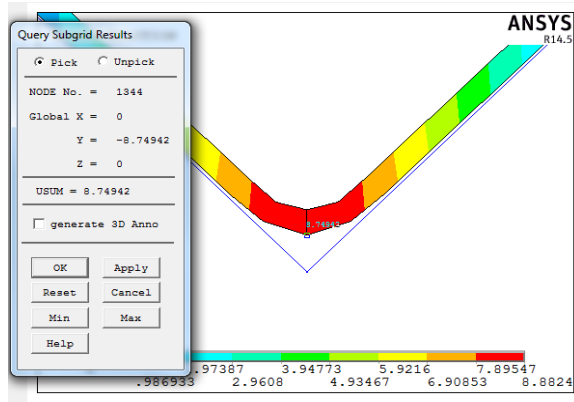 Query Subgrid Results
Pick Unpick
NODE No. = 1344
Global X = 0
Y = -8.74942
Z = 0
USUM = 8.74942
generate 3D Anno
OK Apply
Reset Cancel
Min Max
Help
ANSYS
R14.5
8.74942
.97387 3.94773 5.9216 7.89547
.986933 2.9608 4.93467 6.90853 8.8824